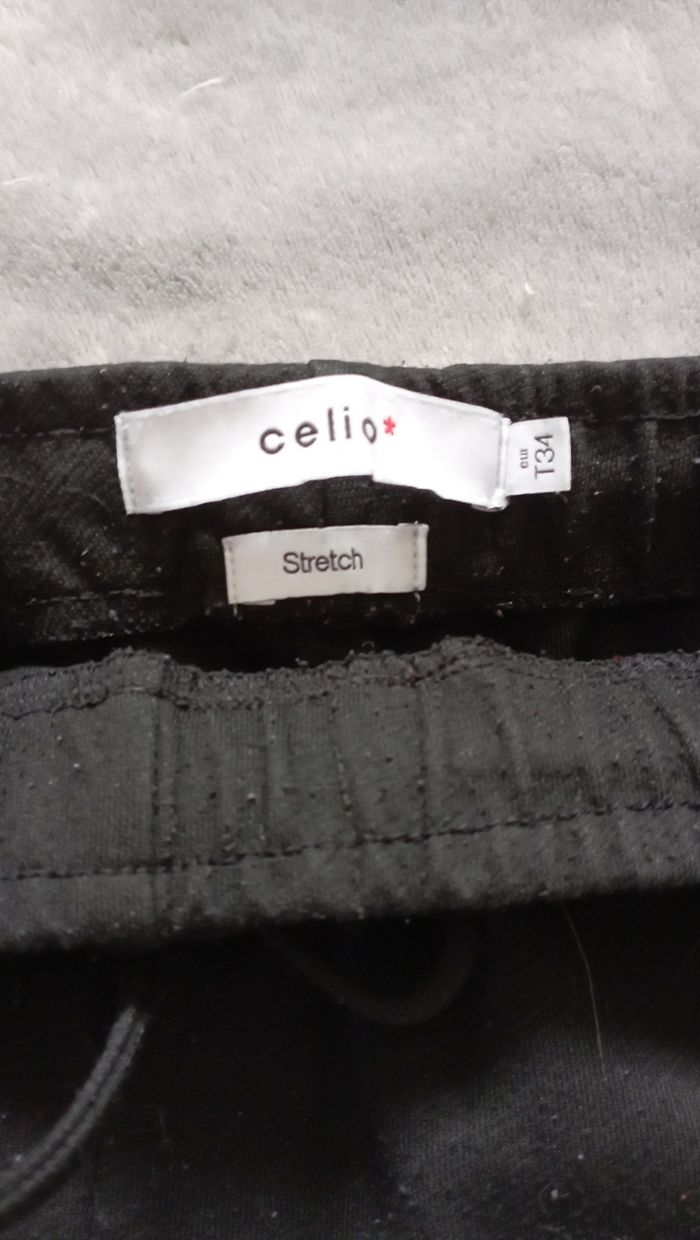 celio*
eur
T34
Stretch